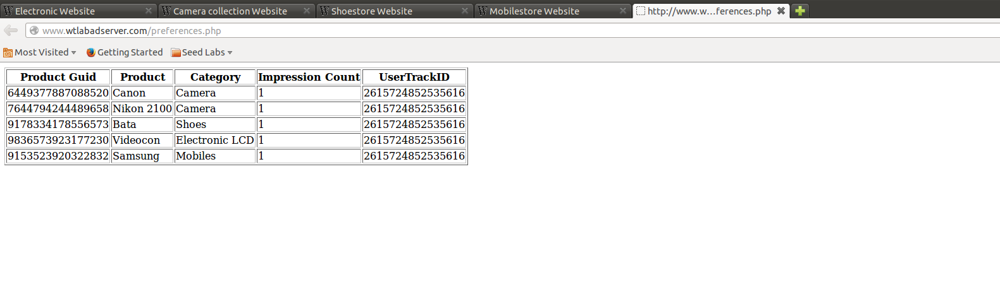 Electronic Website Camera collection Website Shoestore Website Mobilestore Website http://www.w...ferences.php
www.wtlabadserver.com/preferences.php
Most Visited Getting Started Seed Labs
Product Guid Product Category Impression Count UserTrackID
6449377887088520 Canon Camera 1 2615724852535616
7644794244489658 Nikon 2100 Camera 1 2615724852535616
9178334178556573 Bata Shoes 1 2615724852535616
9836573923177230 Videocon Electronic LCD 1 2615724852535616
9153523920322832 Samsung Mobiles 1 2615724852535616